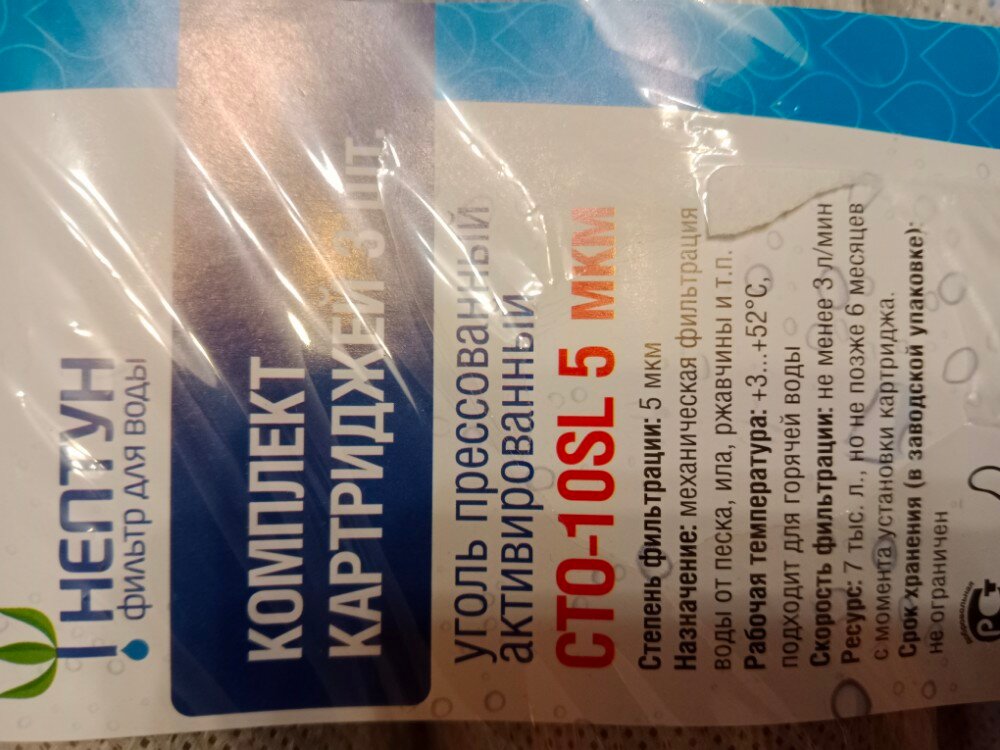 НЕПТУН
фильтр для воды
КОМПЛЕКТ
КАРТРИДЖЕЙ 3 шт.
уголь прессованный
активированный
СТО-10SL 5 мкм
Степень фильтрации: 5 мкм
Назначение: механическая фильтрация
воды от песка, ила, ржавчины и т.п.
Рабочая температура: +3...+52°С,
подходит для горячей воды
Скорость фильтрации: не менее 3 л/мин
Ресурс: 7 тыс. л., но не позже 6 месяцев
с момента установки картриджа.
Срок хранения (в заводской упаковке):
не ограничен
добровольная
РСТ